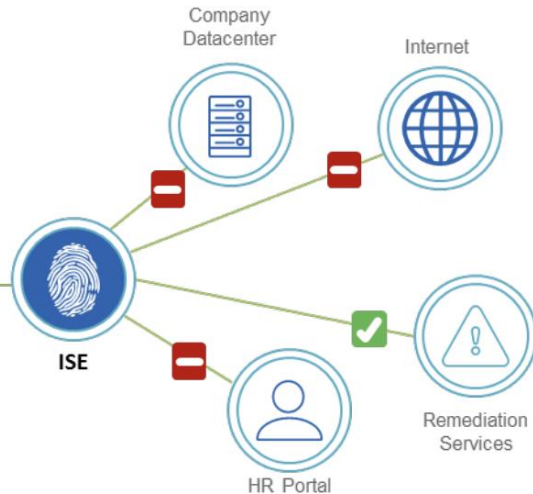 Company
Datacenter
Internet
ISE
Remediation
Services
HR Portal